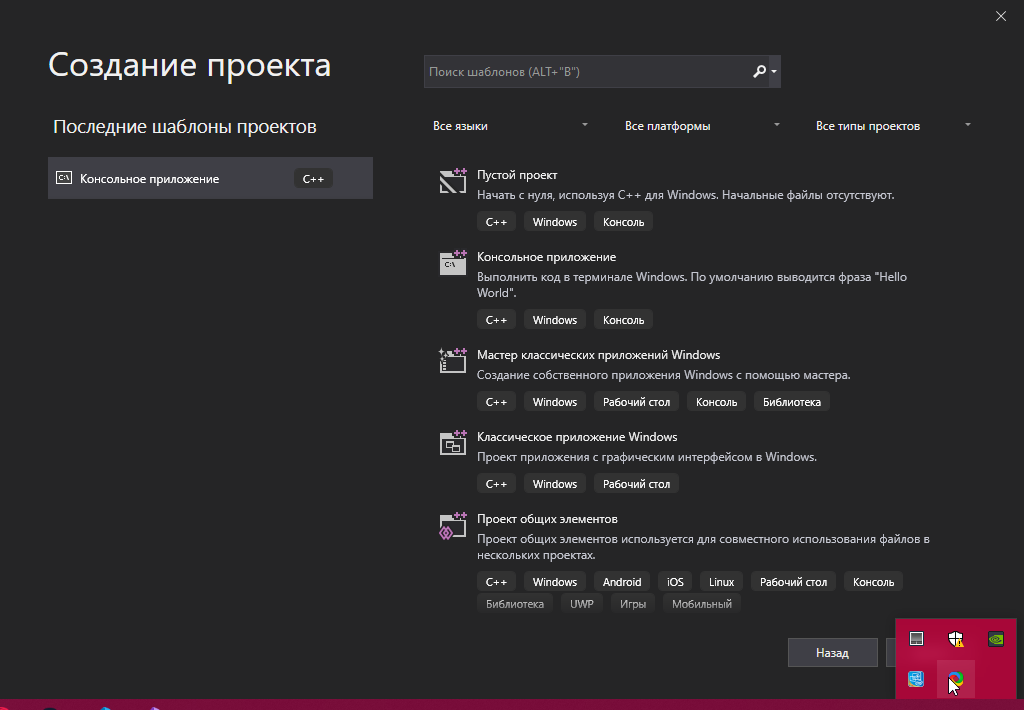 Создание проекта
Поиск шаблонов (ALT+"В")
Последние шаблоны проектов
Консольное приложение C++
Все языки Все платформы Все типы проектов
Пустой проект
Начать с нуля, используя C++ для Windows. Начальные файлы отсутствуют.
C++ Windows Консоль
Консольное приложение
Выполнить код в терминале Windows. По умолчанию выводится фраза "Hello
World".
C++ Windows Консоль
Мастер классических приложений Windows
Создание собственного приложения Windows с помощью мастера.
C++ Windows Рабочий стол Консоль Библиотека
Классическое приложение Windows
Проект приложения с графическим интерфейсом в Windows.
C++ Windows Рабочий стол
Проект общих элементов
Проект общих элементов используется для совместного использования файлов в
нескольких проектах.
C++ Windows Android iOS Linux Рабочий стол Консоль
Библиотека UWP Игры Мобильный
Назад